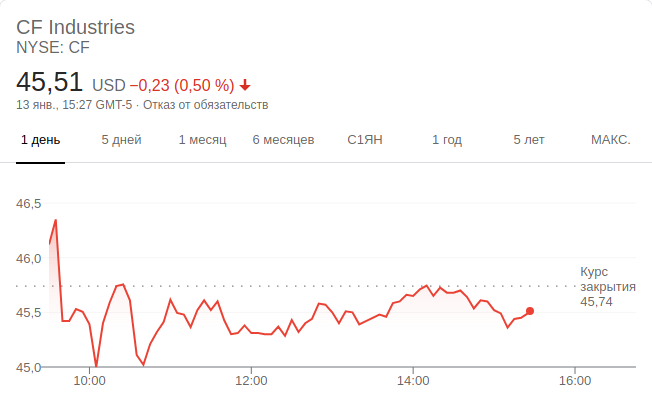 CF Industries
NYSE: CF
45,51 USD −0,23 (0,50 %)
13 янв., 15:27 GMT-5 · Отказ от обязательств
1 день 5 дней 1 месяц 6 месяцев С1ЯН 1 год 5 лет МАКС.
46,5
46,0
Курс
закрытия
45,74
45,5
45,0
10:00 12:00 14:00 16:00